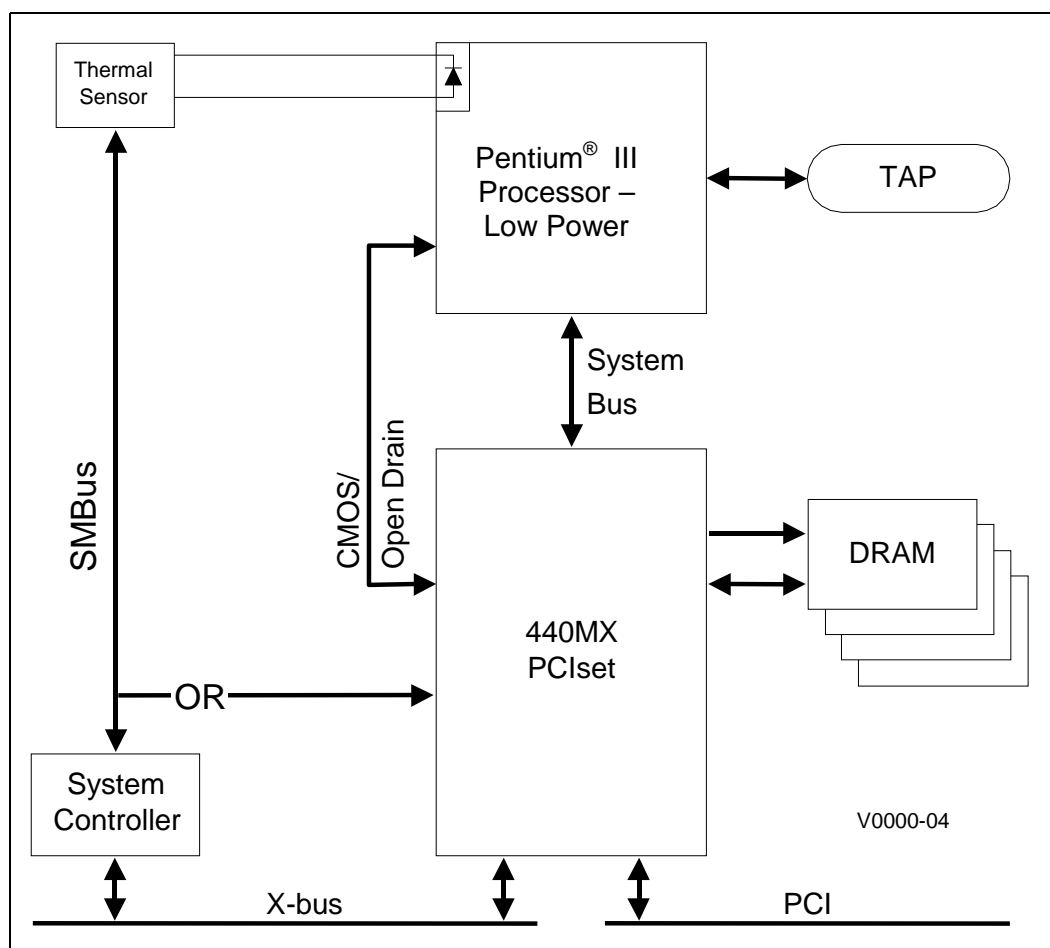 Thermal
Sensor
Pentium® III
Processor –
Low Power
TAP
System
Bus
SMBus
CMOS/
Open Drain
DRAM
440MX
PCIset
OR
System
Controller
V0000-04
X-bus
PCI